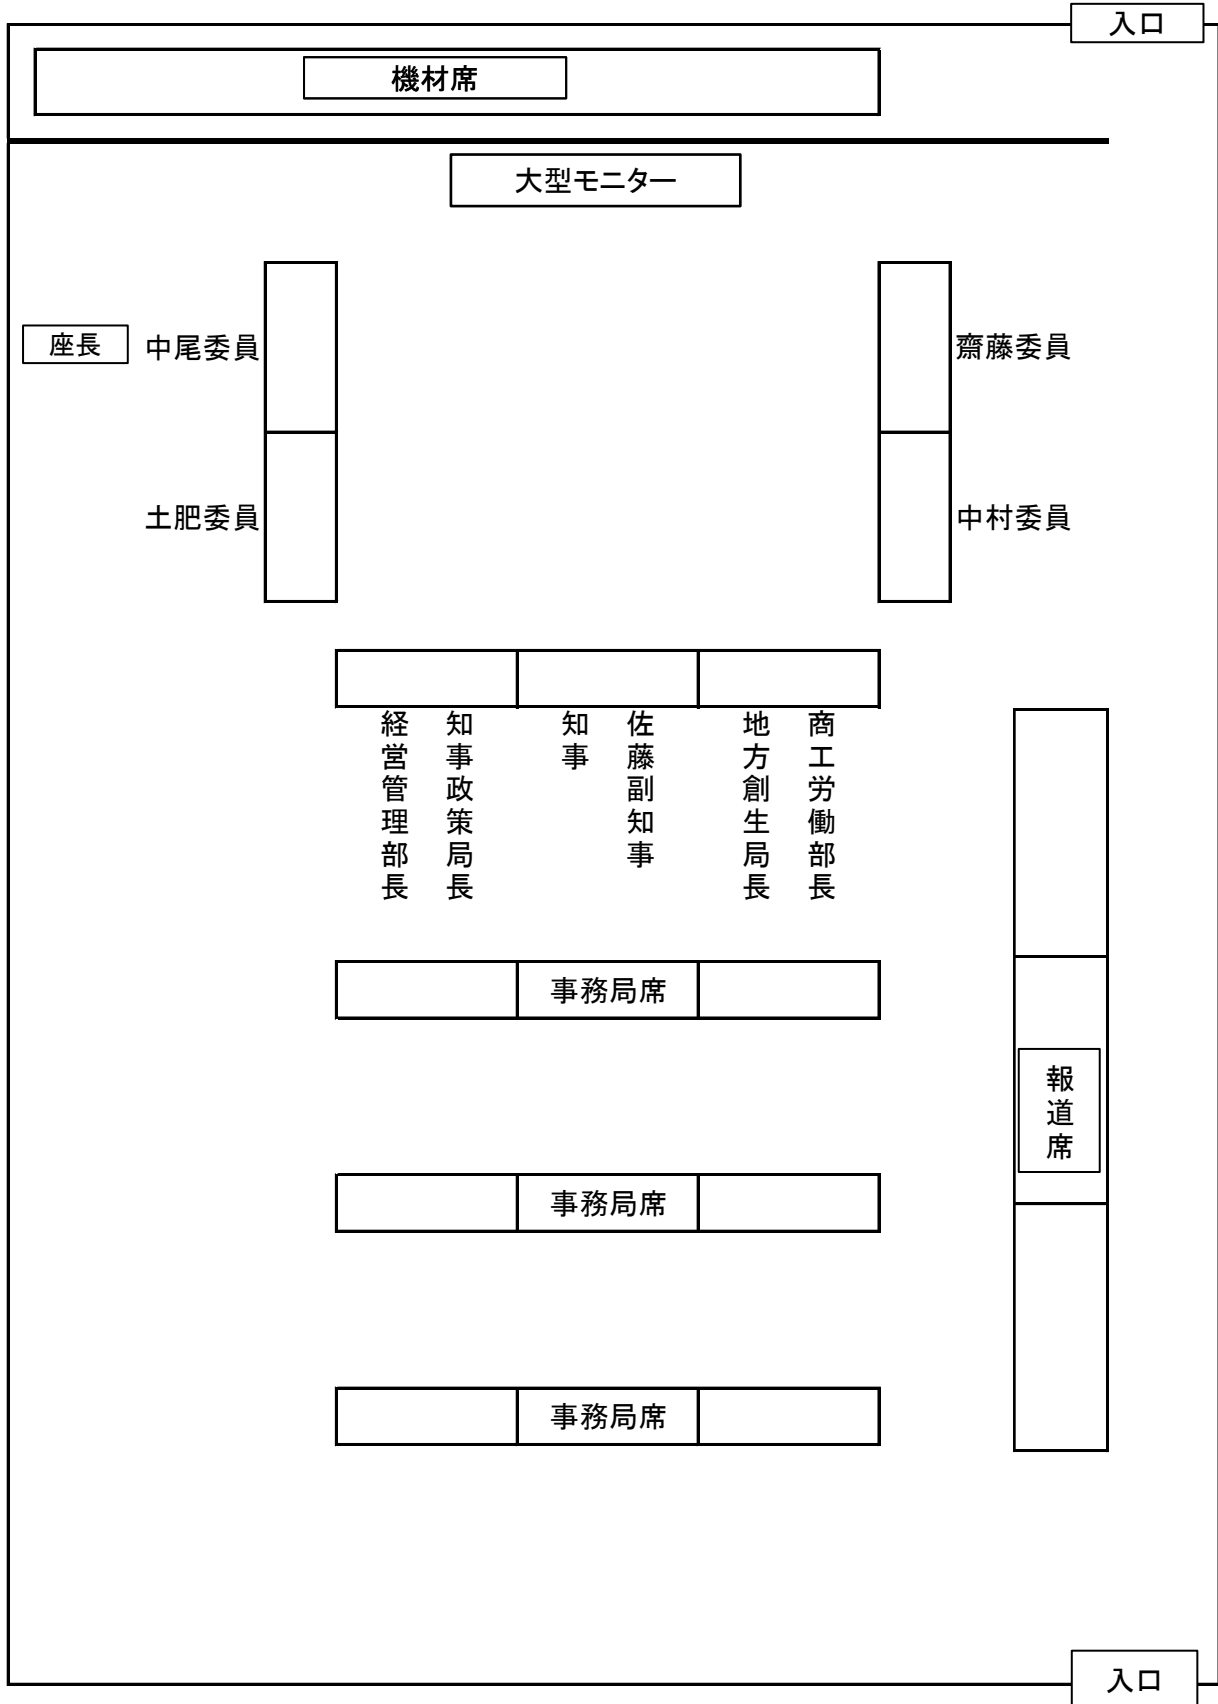 入口
機材席
大型モニター
座長
中尾委員
齋藤委員
土肥委員
中村委員
経営管理部長
知事政策局長
知事
佐藤副知事
地方創生局長
商工労働部長
事務局席
報道席
事務局席
事務局席
入口